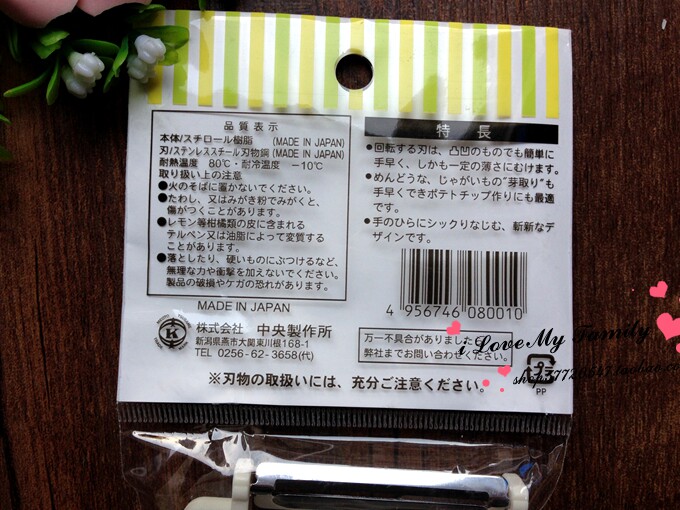 品質表示
本体/スチロール樹脂 (MADE IN JAPAN)
刃/ステンレススチール刃物鋼 (MADE IN JAPAN)
耐熱温度 80℃・耐冷温度 −10℃
取り扱い上の注意
●火のそばに置かないでください。
●たわし、又はみがき粉でみがくと、
傷がつくことがあります。
●レモン等柑橘類の皮に含まれる
テルペン又は油脂によって変質する
ことがあります。
●落としたり、硬いものにぶつけるなど、
無理な力や衝撃を加えないでください。
製品の破損やケガの恐れがあります。
MADE IN JAPAN
K
株式会社 中央製作所
新潟県燕市大関東川根168-1
TEL 0256-62-3658(代)
特長
●回転する刃は、凸凹のものでも簡単に
手早く、しかも一定の薄さにむけます。
●めんどうな、じゃがいもの"芽取り"も
手早くできポテトチップ作りにも最適
です。
●手のひらにシックリなじむ、斬新なデ
ザインです。
4 956746 080010
万一不具合がありました
弊社までお問い合わせください。
プラ
PP
※刃物の取扱いには、充分ご注意ください。
I Love My Family